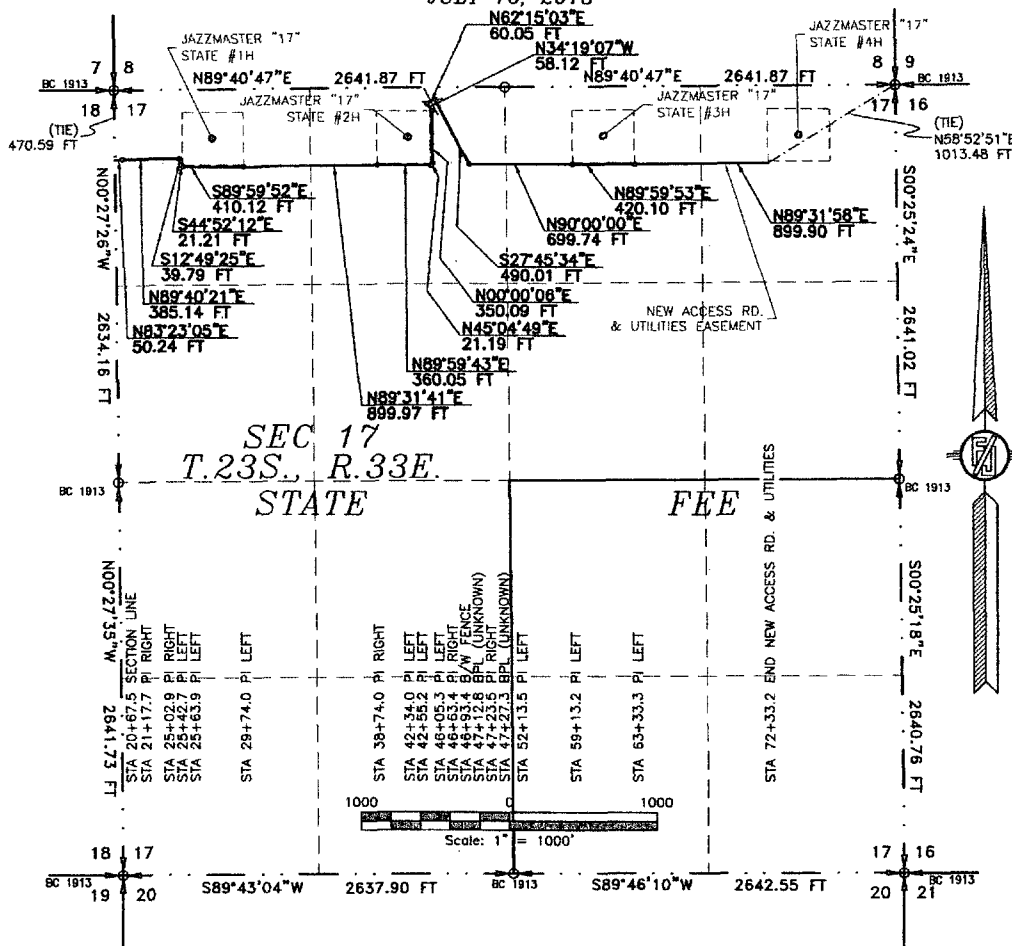 N62°15'03"E
60.05 FT
N34°19'07"W
58.12 FT
JAZZMASTER "17"
STATE #1H
JAZZMASTER "17"
STATE #4H
7 8
8 9
BC 1913
N89°40'47"E 2641.87 FT
N89°40'47"E 2641.87 FT
BC 1913
18 17
17 16
JAZZMASTER "17"
STATE #2H
JAZZMASTER "17"
STATE #3H
(TIE)
470.59 FT
(TIE)
N58°52'51"E
1013.48 FT
S89°59'52"E
410.12 FT
S44°52'12"E
21.21 FT
S12°49'25"E
39.79 FT
N89°40'21"E
385.14 FT
N83°23'05"E
50.24 FT
N89°59'53"E
420.10 FT
N90°00'00"E
699.74 FT
N89°31'58"E
899.90 FT
S27°45'34"E
490.01 FT
N00°00'06"E
350.09 FT
N45°04'49"E
21.19 FT
N89°59'43"E
360.05 FT
N89°31'41"E
899.97 FT
NEW ACCESS RD.
& UTILITIES EASEMENT
N00°27'26"W 2634.16 FT
S00°25'24"E 2641.02 FT
SEC 17
T.23S., R.33E.
STATE
FEE
BC 1913
BC 1913
N00°27'35"W 2641.73 FT
S00°25'18"E 2640.76 FT
STA 20+67.5 SECTION LINE
STA 21+17.7 PI RIGHT
STA 25+02.9 PI RIGHT
STA 25+42.7 PI LEFT
STA 25+63.9 PI LEFT
STA 29+74.0 PI LEFT
STA 38+74.0 PI RIGHT
STA 42+34.0 PI LEFT
STA 42+55.2 PI LEFT
STA 46+05.3 PI LEFT
STA 46+63.4 PI RIGHT
STA 46+93.4 B/W FENCE
STA 47+12.8 BPL (UNKNOWN)
STA 47+23.5 PI RIGHT
STA 47+27.3 BPL (UNKNOWN)
STA 52+13.5 PI LEFT
STA 59+13.2 PI LEFT
STA 63+33.3 PI LEFT
STA 72+33.2 END NEW ACCESS RD. & UTILITIES
1000 0 1000
Scale: 1" = 1000'
18 17
17 16
BC 1913
S89°43'04"W 2637.90 FT
BC 1913
S89°46'10"W 2642.55 FT
BC 1913
19 20
20 21